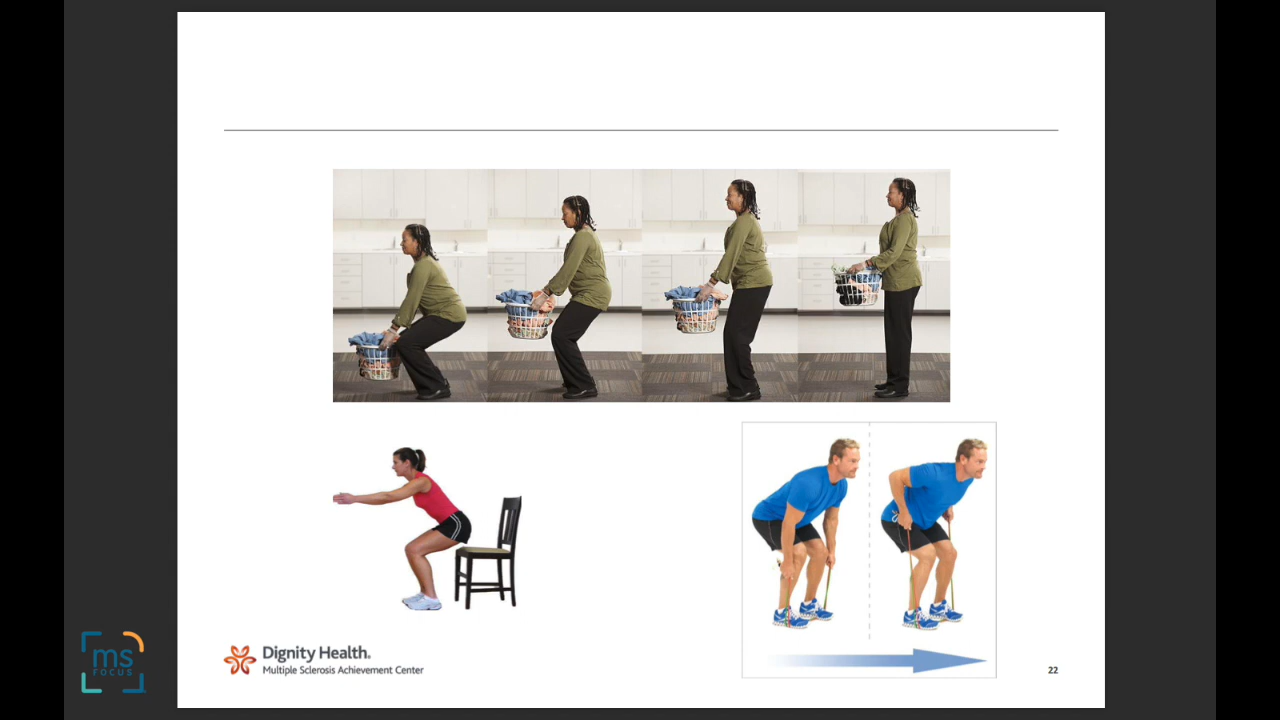 Dignity Health.
Multiple Sclerosis Achievement Center
22
ms
FOCUS